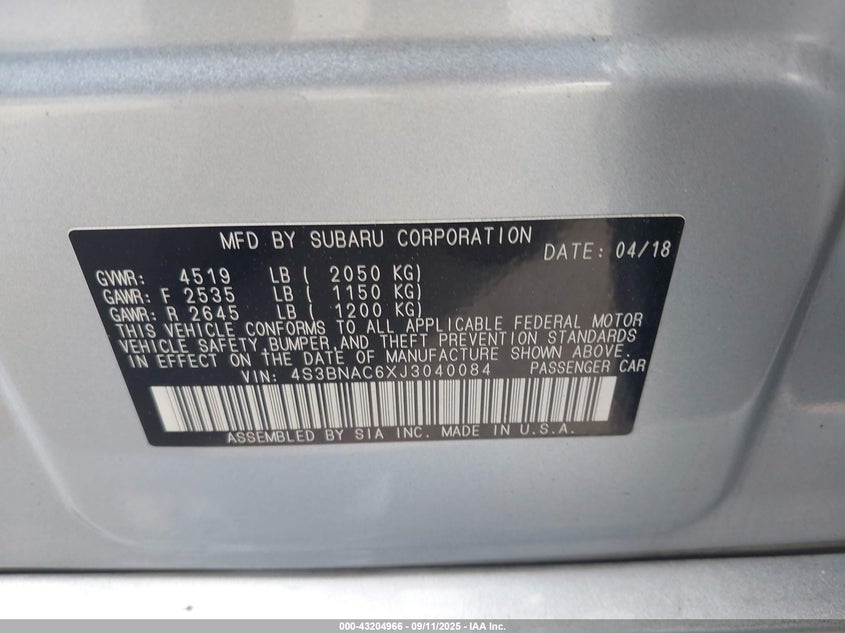 MFD BY SUBARU CORPORATION DATE: 04/18
GVWR: 4519 LB ( 2050 KG)
GAWR: F 2535 LB ( 1150 KG)
GAWR: R 2645 LB ( 1200 KG)
THIS VEHICLE CONFORMS TO ALL APPLICABLE FEDERAL MOTOR
VEHICLE SAFETY,BUMPER,AND THEFT PREVENTION STANDARDS
IN EFFECT ON tHE DATE OF MANUFACTURE SHOWN ABOVE.
VIN: 4S3BNAC6XJ3040084 PASSENGER CAR
ASSEMBLED BY SIA INC. MADE IN U.S.A.
000-43204966 - 09/11/2025 - IAA Inc.